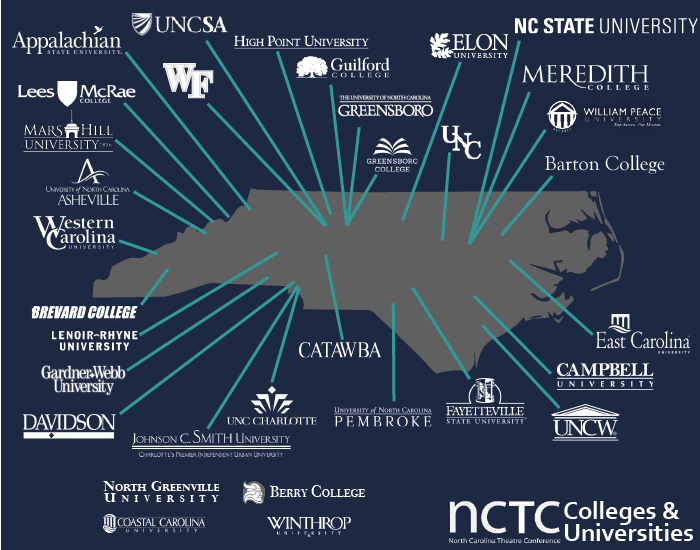 Appalachian
STATE UNIVERSITY.
UNCSA
HIGH POINT UNIVERSITY
ELON
UNIVERSITY
NC STATE UNIVERSITY
Lees McRae
COLLEGE
WF
Guilford
COLLEGE
MEREDITH
COLLEGE
THE UNIVERSITY OF NORTH CAROLINA
GREENSBORO
WILLIAM PEACE
UNIVERSITY
MARS HILL
UNIVERSITY 1856
GREENSBORO
COLLEGE
UNC
Barton College
UNIVERSITY OF NORTH CAROLINA
ASHEVILLE
Western
Carolina
UNIVERSITY
BREVARD COLLEGE
LENOIR-RHYNE
UNIVERSITY
East Carolina
UNIVERSITY
CATAWBA
Gardner-Webb
University
CAMPBELL
UNIVERSITY
DAVIDSON
UNC CHARLOTTE
UNIVERSITY of NORTH CAROLINA
PEMBROKE
FAYETTEVILLE
STATE UNIVERSITY
UNCW
JOHNSON C. SMITH UNIVERSITY
CHARLOTTE'S PREMIER INDEPENDENT URBAN UNIVERSITY
NORTH GREENVILLE
UNIVERSITY
BERRY COLLEGE
COASTAL CAROLINA
UNIVERSITY
WINTHROP
UNIVERSITY
nctc Colleges &
Universities
North Carolina Theatre Conference